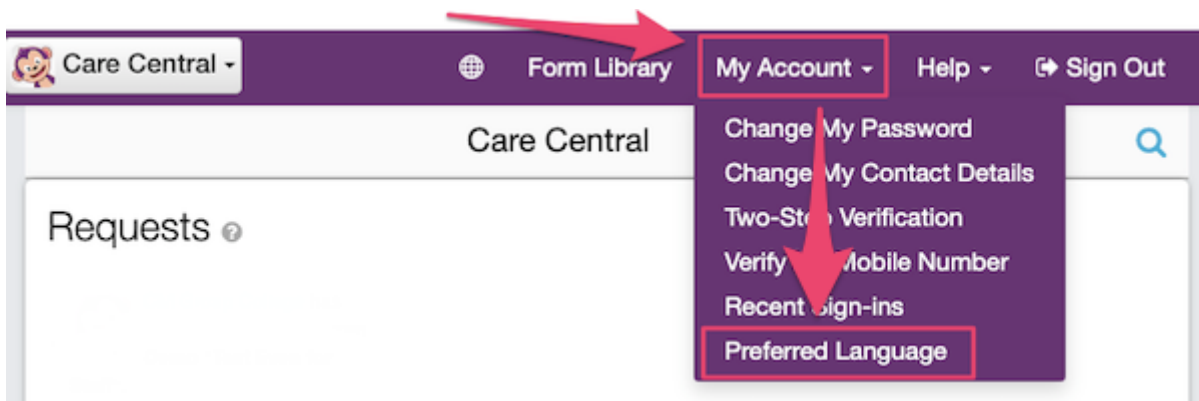 Care Central
Form Library
My Account
Help
Sign Out
Care Central
Requests
Change My Password
Change My Contact Details
Two-Step Verification
Verify Mobile Number
Recent Sign-ins
Preferred Language